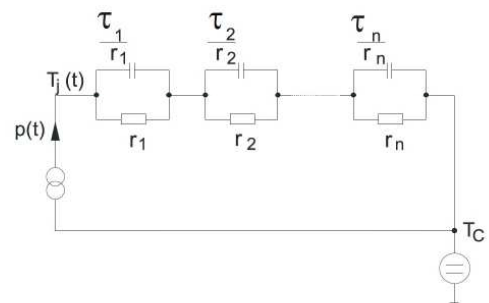 τ1/r1 τ2/r2 τn/rn
Tj (t)
r1 r2 rn
p(t)
TC